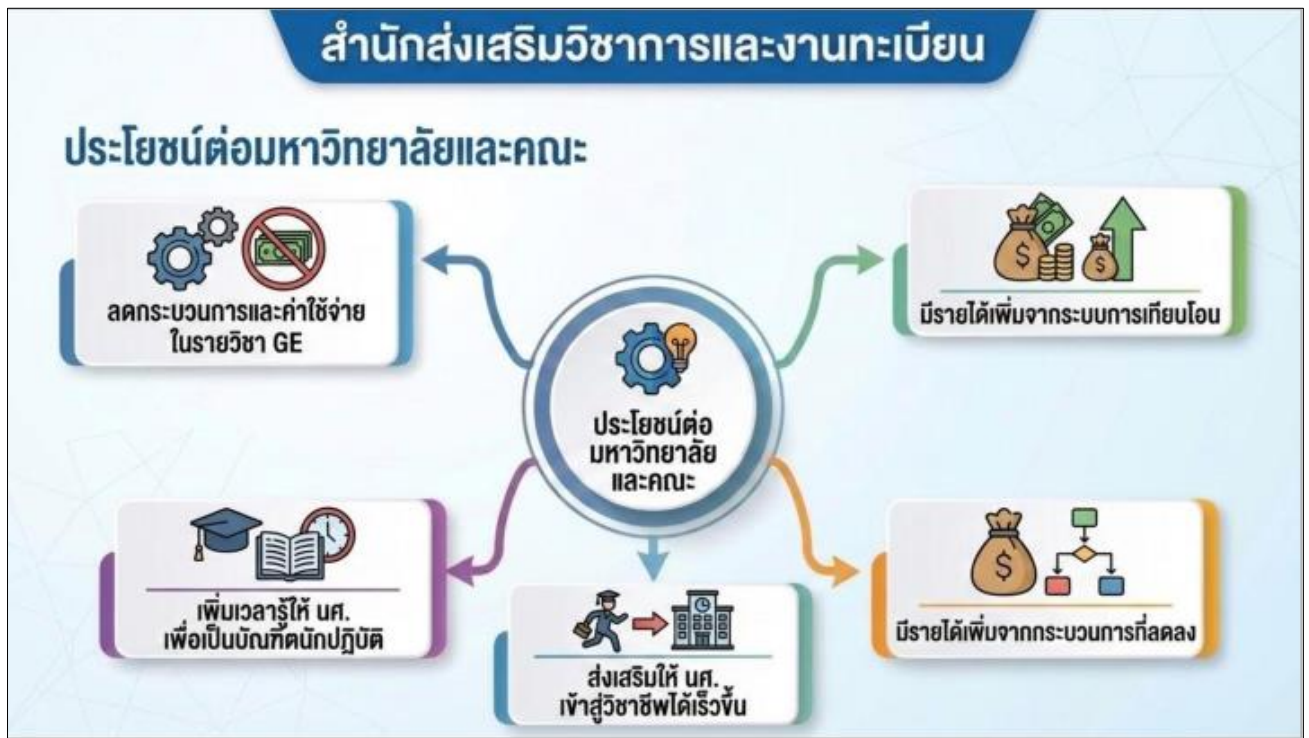 สำนักส่งเสริมวิชาการและงานทะเบียน
ประโยชน์ต่อมหาวิทยาลัยและคณะ
ลดกระบวนการและค่าใช้จ่าย
ในรายวิชา GE
มีรายได้เพิ่มจากระบบการเทียบโอน
ประโยชน์ต่อ
มหาวิทยาลัย
และคณะ
เพิ่มเวลารู้ให้ นศ.
เพื่อเป็นบัณฑิตนักปฏิบัติ
ส่งเสริมให้ นศ.
เข้าสู่วิชาชีพได้เร็วขึ้น
มีรายได้เพิ่มจากกระบวนการที่ลดลง